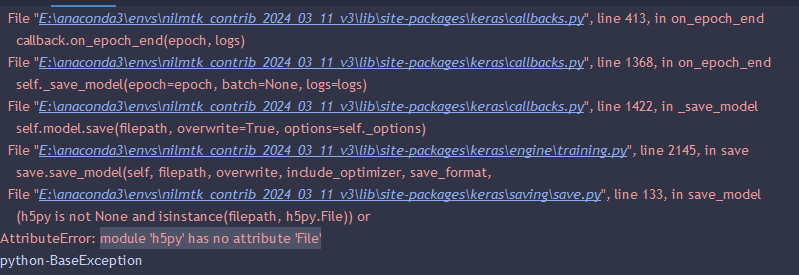 File "E:\anaconda3\envs\nilmtk_contrib_2024_03_11_v3\lib\site-packages\keras\callbacks.py", line 413, in on_epoch_end
callback.on_epoch_end(epoch, logs)
File "E:\anaconda3\envs\nilmtk_contrib_2024_03_11_v3\lib\site-packages\keras\callbacks.py", line 1368, in on_epoch_end
self._save_model(epoch=epoch, batch=None, logs=logs)
File "E:\anaconda3\envs\nilmtk_contrib_2024_03_11_v3\lib\site-packages\keras\callbacks.py", line 1422, in _save_model
self.model.save(filepath, overwrite=True, options=self._options)
File "E:\anaconda3\envs\nilmtk_contrib_2024_03_11_v3\lib\site-packages\keras\engine\training.py", line 2145, in save
save.save_model(self, filepath, overwrite, include_optimizer, save_format,
File "E:\anaconda3\envs\nilmtk_contrib_2024_03_11_v3\lib\site-packages\keras\saving\save.py", line 133, in save_model
(h5py is not None and isinstance(filepath, h5py.File)) or
AttributeError: module 'h5py' has no attribute 'File'
python-BaseException